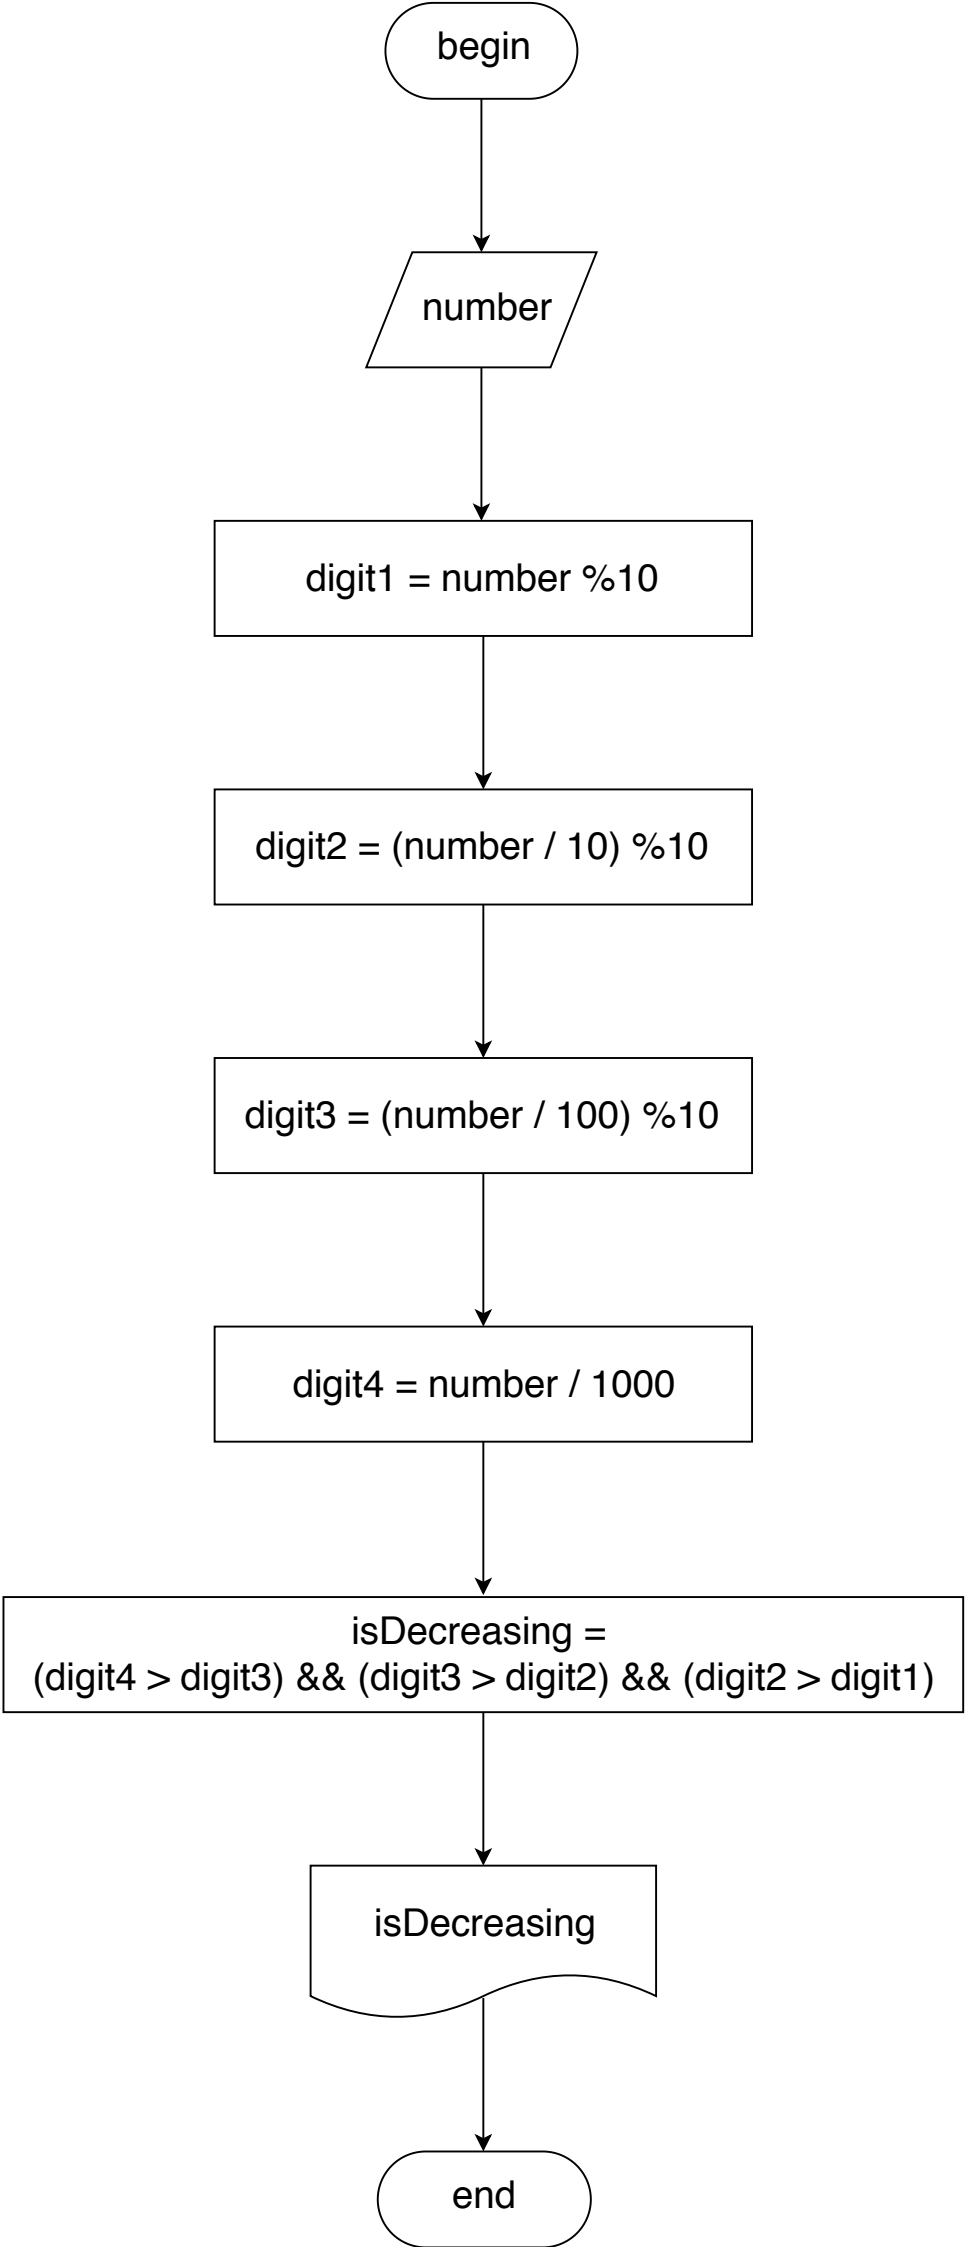 begin
number
digit1 = number %10
digit2 = (number / 10) %10
digit3 = (number / 100) %10
digit4 = number / 1000
isDecreasing =
(digit4 > digit3) && (digit3 > digit2) && (digit2 > digit1)
isDecreasing
end